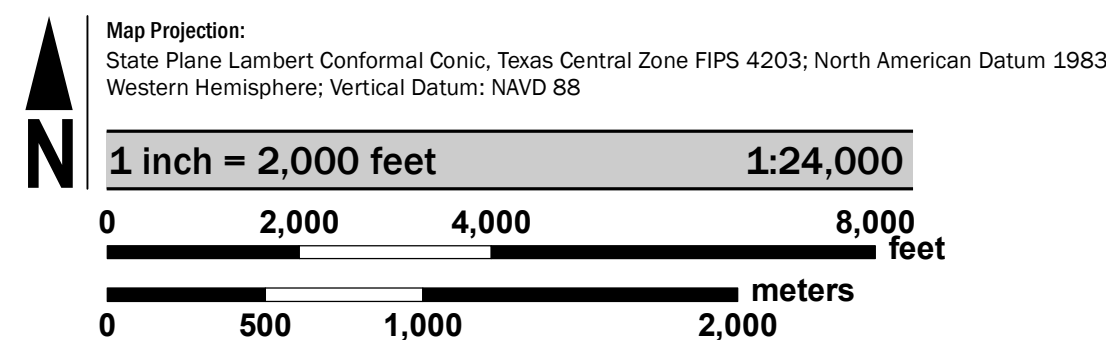 Map Projection:
State Plane Lambert Conformal Conic, Texas Central Zone FIPS 4203; North American Datum 1983
Western Hemisphere; Vertical Datum: NAVD 88
N
1 inch = 2,000 feet 1:24,000
0 2,000 4,000 8,000
feet
meters
0 500 1,000 2,000